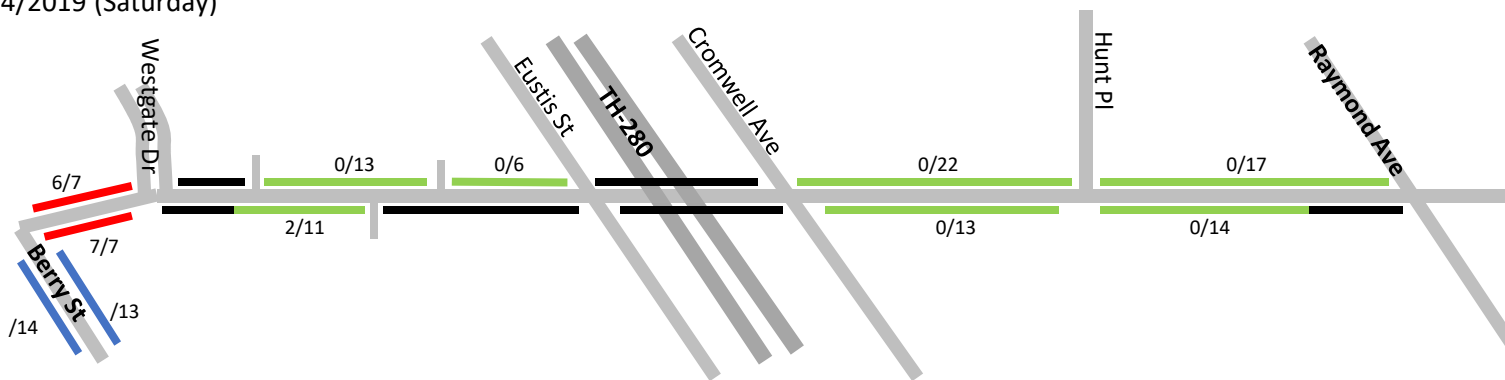 4/2019 (Saturday)
Westgate Dr
Eustis St
TH-280
Cromwell Ave
Hunt Pl
Raymond Ave
6/7
0/13
0/6
0/22
0/17
7/7
2/11
0/13
0/14
Berry St
/14
/13